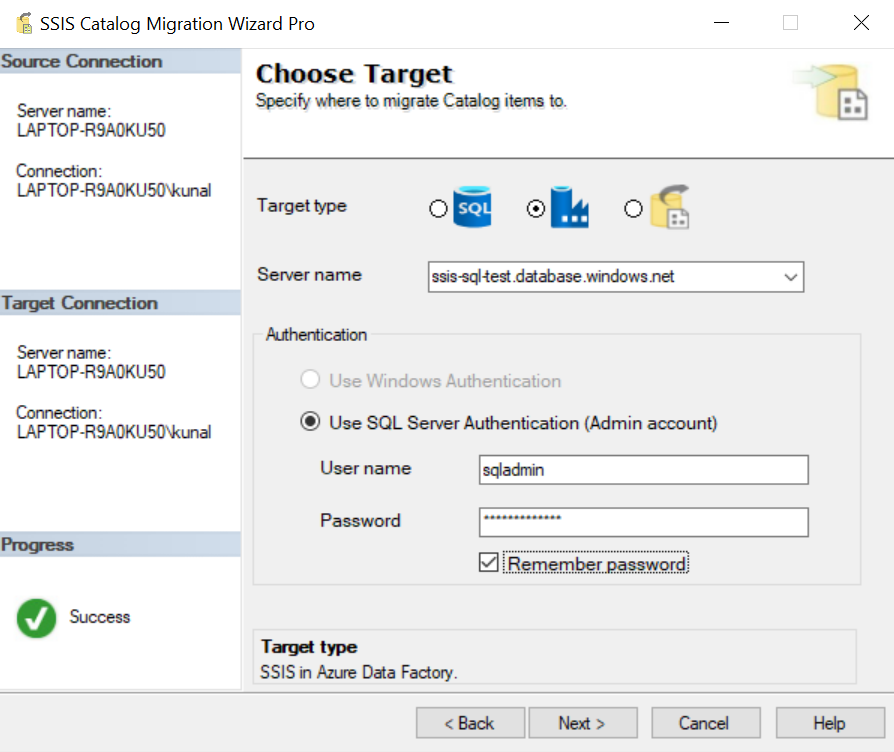 SSIS Catalog Migration Wizard Pro
Source Connection
Server name:
LAPTOP-R9A0KU50
Connection:
LAPTOP-R9A0KU50\kunal
Target Connection
Server name:
LAPTOP-R9A0KU50
Connection:
LAPTOP-R9A0KU50\kunal
Progress
Success
Choose Target
Specify where to migrate Catalog items to.
Target type
SQL
Server name
ssis-sql-test.database.windows.net
Authentication
Use Windows Authentication
Use SQL Server Authentication (Admin account)
User name
sqladmin
Password
*************
Remember password
Target type
SSIS in Azure Data Factory.
< Back
Next >
Cancel
Help